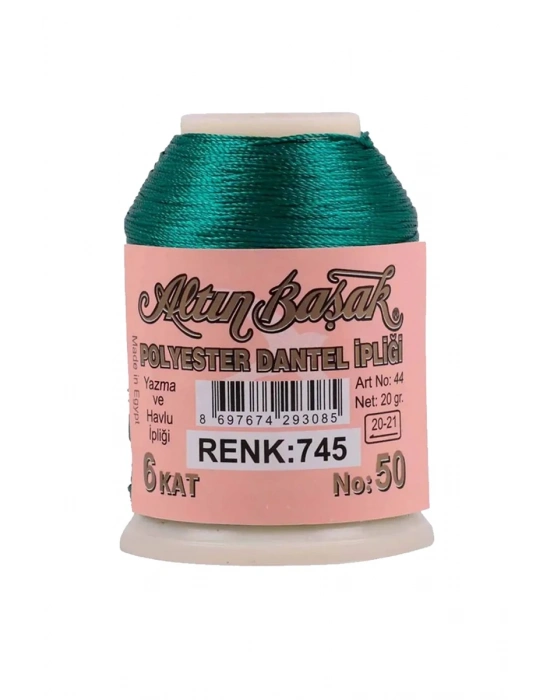 Altın Başak
POLYESTER DANTEL İPLİĞİ
Made in Egypt
Yazma
ve
Havlu
İpliği
8 697674 293085
Art No: 44
Net: 20 gr.
20-21
RENK:745
6 KAT
No: 50